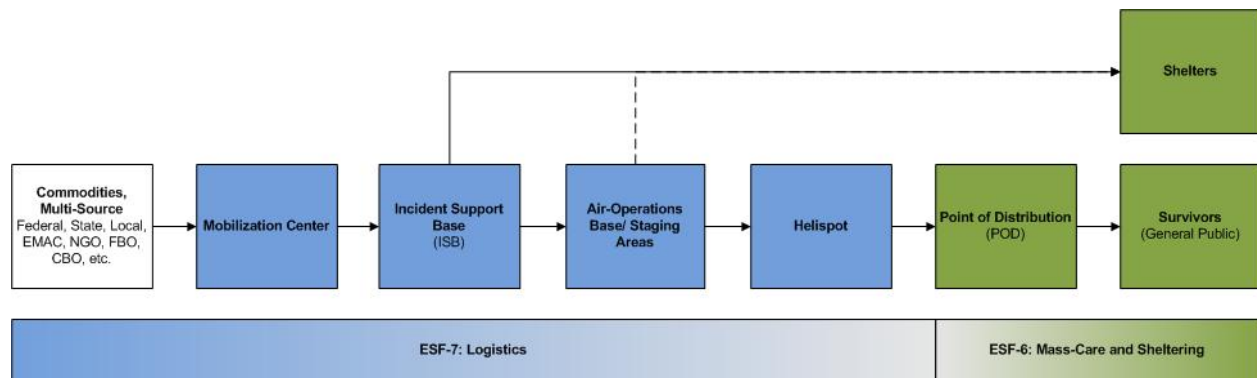 Shelters
Commodities,
Multi-Source
Federal, State, Local,
EMAC, NGO, FBO,
CBO, etc.
Mobilization Center
Incident Support
Base
(ISB)
Air-Operations
Base/ Staging
Areas
Helispot
Point of Distribution
(POD)
Survivors
(General Public)
ESF-7: Logistics
ESF-6: Mass-Care and Sheltering